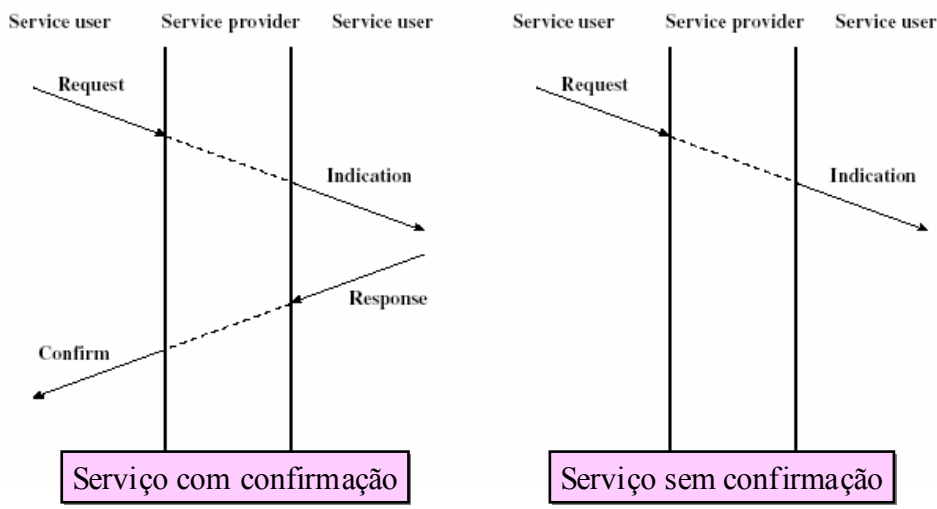 Service user Service provider Service user
Request
Indication
Response
Confirm
Serviço com confirmação
Service user Service provider Service user
Request
Indication
Serviço sem confirmação